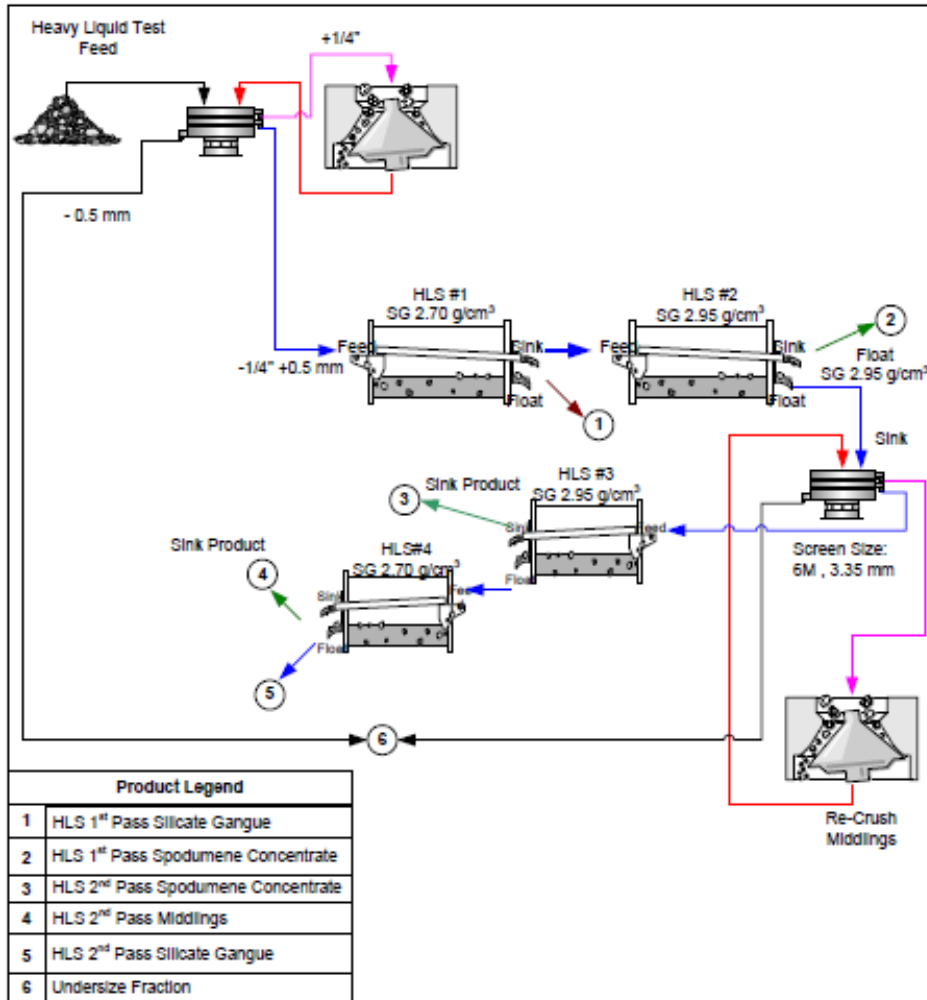 Heavy Liquid Test
Feed
+1/4"
- 0.5 mm
HLS #1
SG 2.70 g/cm³
Feed
Sink
Float
-1/4" +0.5 mm
1
HLS #2
SG 2.95 g/cm³
Feed
Sink
Float
2
Float
SG 2.95 g/cm³
Sink
Screen Size:
6M , 3.35 mm
HLS #3
SG 2.95 g/cm³
Sink Product
3
Sink
Feed
Float
HLS#4
SG 2.70 g/cm³
Sink Product
4
Sink
Feed
Float
5
6
Re-Crush
Middlings
Product Legend
1 HLS 1st Pass Silicate Gangue
2 HLS 1st Pass Spodumene Concentrate
3 HLS 2nd Pass Spodumene Concentrate
4 HLS 2nd Pass Middlings
5 HLS 2nd Pass Silicate Gangue
6 Undersize Fraction